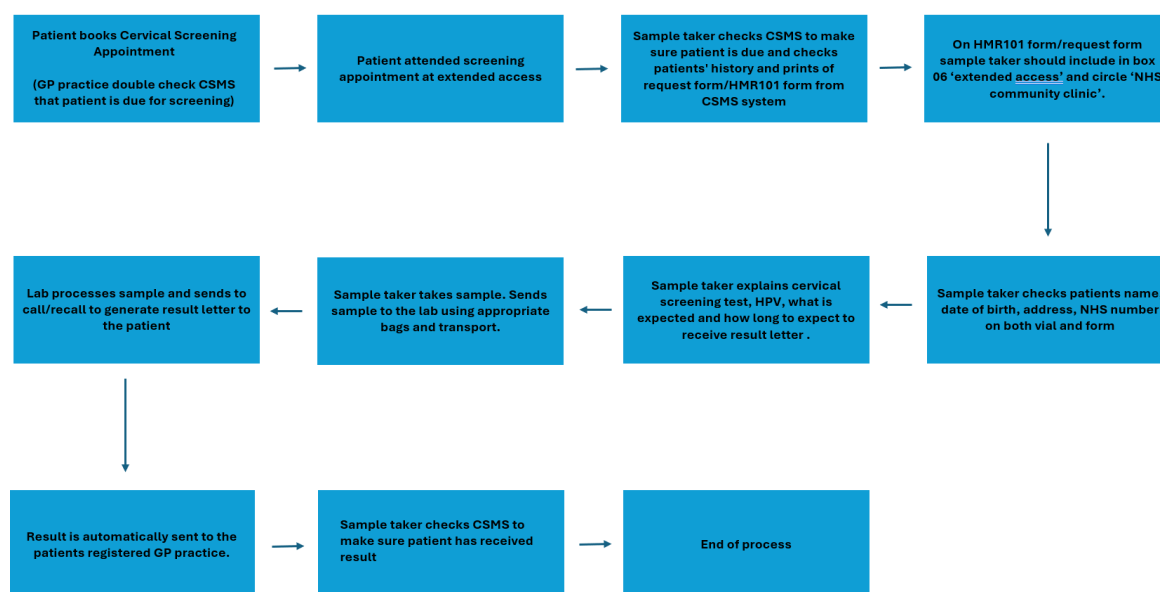 Patient books Cervical Screening
Appointment
(GP practice double check CSMS
that patient is due for screening)
Patient attended screening
appointment at extended access
Sample taker checks CSMS to make
sure patient is due and checks
patients' history and prints of
request form/HMR101 form from
CSMS system
On HMR101 form/request form
sample taker should include in box
06 ‘extended access’ and circle ‘NHS
community clinic’.
Sample taker checks patients name,
date of birth, address, NHS number
on both vial and form
Sample taker explains cervical
screening test, HPV, what is
expected and how long to expect to
receive result letter .
Sample taker takes sample. Sends
sample to the lab using appropriate
bags and transport.
Lab processes sample and sends to
call/recall to generate result letter to
the patient
Result is automatically sent to the
patients registered GP practice.
Sample taker checks CSMS to
make sure patient has received
result
End of process